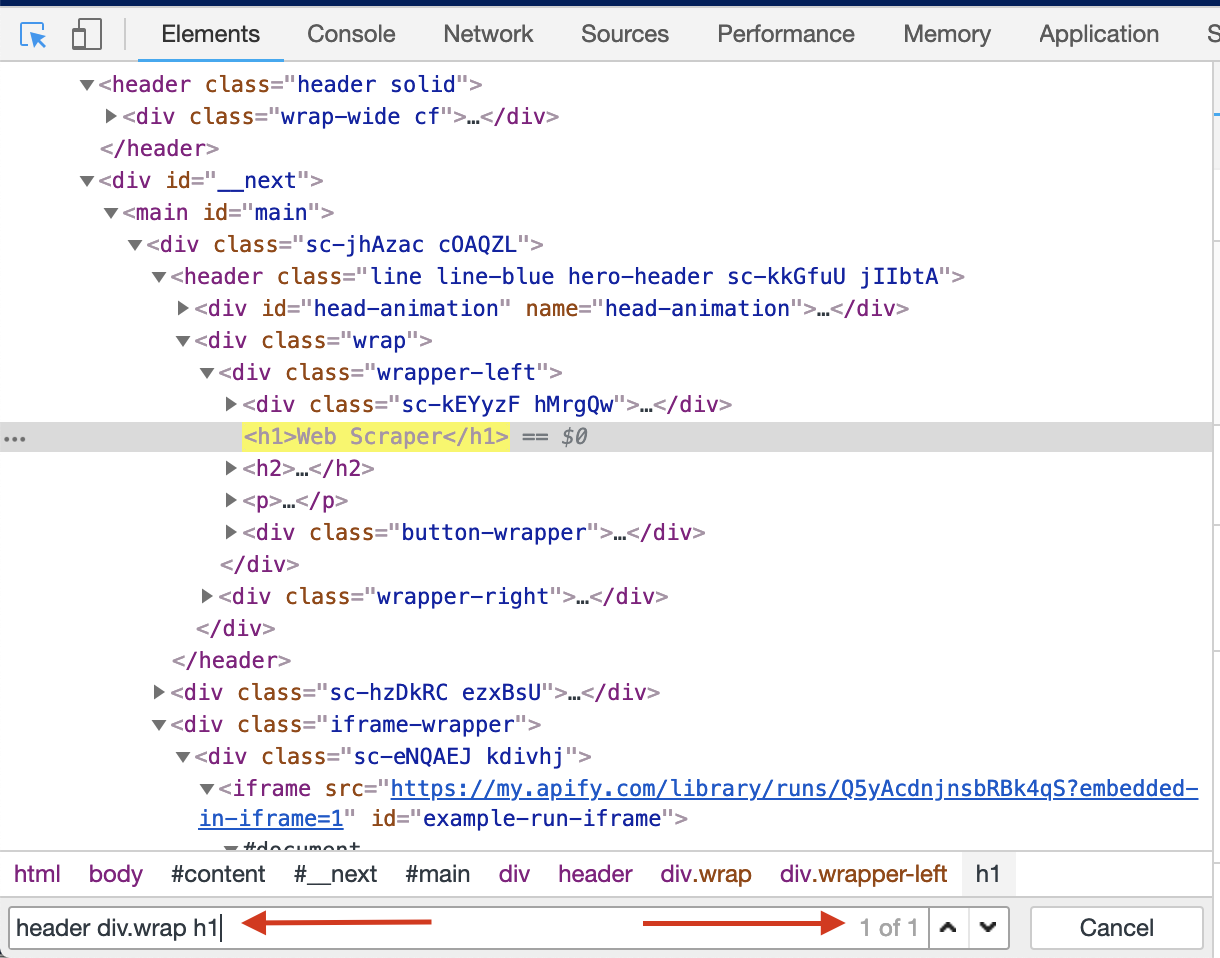 Elements Console Network Sources Performance Memory Application S
▼<header class="header solid">
▶<div class="wrap-wide cf">…</div>
</header>
▼<div id="__next">
▼<main id="main">
▼<div class="sc-jhAzac cOAQZL">
▼<header class="line line-blue hero-header sc-kkGfuU jIIbtA">
▶<div id="head-animation" name="head-animation">…</div>
▼<div class="wrap">
▼<div class="wrapper-left">
▶<div class="sc-kEYyzF hMrgQw">…</div>
… <h1>Web Scraper</h1> == $0
▶<h2>…</h2>
▶<p>…</p>
▶<div class="button-wrapper">…</div>
</div>
▶<div class="wrapper-right">…</div>
</div>
</header>
▶<div class="sc-hzDkRC ezxBsU">…</div>
▼<div class="iframe-wrapper">
▼<div class="sc-eNQAEJ kdivhj">
▼<iframe src="https://my.apify.com/library/runs/Q5yAcdnjnsbRBk4qS?embedded-
in-iframe=1" id="example-run-iframe">
▼#document
html body #content #__next #main div header div.wrap div.wrapper-left h1
header div.wrap h1 1 of 1 Cancel